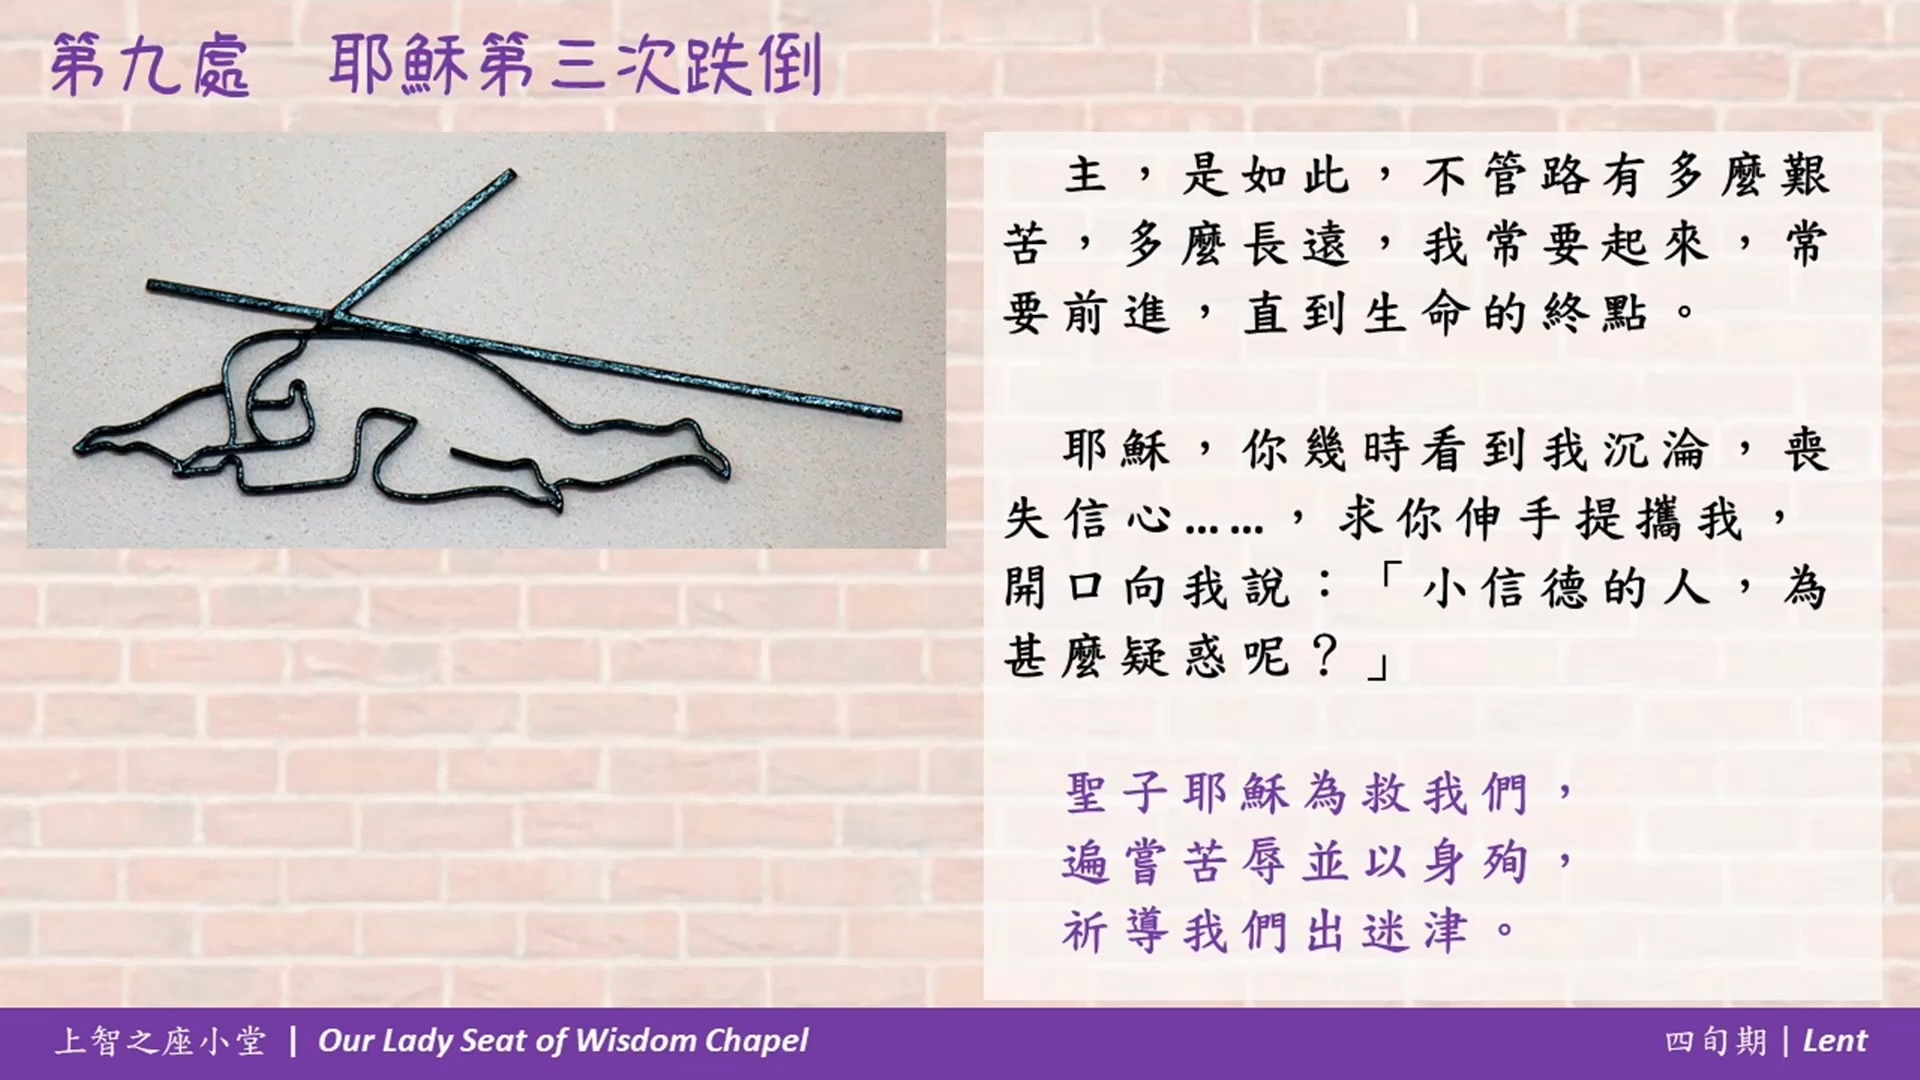 第九處　耶穌第三次跌倒
主，是如此，不管路有多麼艱
苦，多麼長遠，我常要起來，常
要前進，直到生命的終點。
耶穌，你幾時看到我沉淪，喪
失信心……，求你伸手提攜我，
開口向我說：「小信德的人，為
甚麼疑惑呢？」
聖子耶穌為救我們，
遍嘗苦辱並以身殉，
祈導我們出迷津。
上智之座小堂 | Our Lady Seat of Wisdom Chapel
四旬期 | Lent